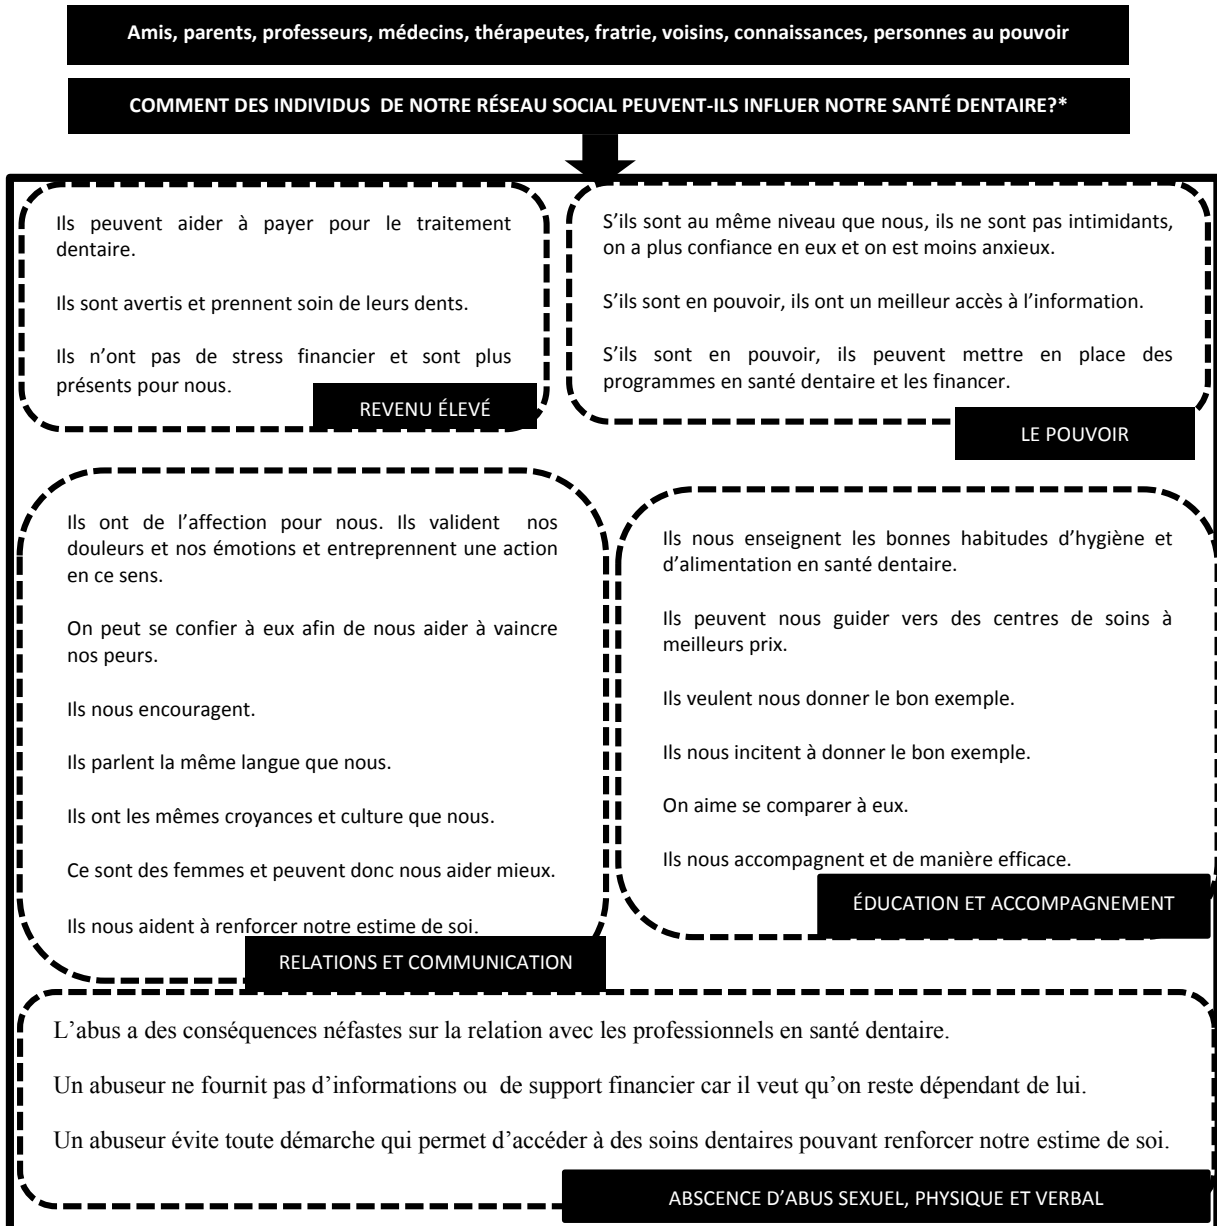 Amis, parents, professeurs, médecins, thérapeutes, fratrie, voisins, connaissances, personnes au pouvoir
COMMENT DES INDIVIDUS DE NOTRE RÉSEAU SOCIAL PEUVENT-ILS INFLUER NOTRE SANTÉ DENTAIRE?*
Ils peuvent aider à payer pour le traitement
dentaire.
Ils sont avertis et prennent soin de leurs dents.
Ils n'ont pas de stress financier et sont plus
présents pour nous.
REVENU ÉLEVÉ
S'ils sont au même niveau que nous, ils ne sont pas intimidants,
on a plus confiance en eux et on est moins anxieux.
S'ils sont en pouvoir, ils ont un meilleur accès à l'information.
S'ils sont en pouvoir, ils peuvent mettre en place des
programmes en santé dentaire et les financer.
LE POUVOIR
Ils ont de l'affection pour nous. Ils valident nos
douleurs et nos émotions et entreprennent une action
en ce sens.
On peut se confier à eux afin de nous aider à vaincre
nos peurs.
Ils nous encouragent.
Ils parlent la même langue que nous.
Ils ont les mêmes croyances et culture que nous.
Ce sont des femmes et peuvent donc nous aider mieux.
Ils nous aident à renforcer notre estime de soi.
RELATIONS ET COMMUNICATION
Ils nous enseignent les bonnes habitudes d'hygiène et
d'alimentation en santé dentaire.
Ils peuvent nous guider vers des centres de soins à
meilleurs prix.
Ils veulent nous donner le bon exemple.
Ils nous incitent à donner le bon exemple.
On aime se comparer à eux.
Ils nous accompagnent et de manière efficace.
ÉDUCATION ET ACCOMPAGNEMENT
L'abus a des conséquences néfastes sur la relation avec les professionnels en santé dentaire.
Un abuseur ne fournit pas d'informations ou de support financier car il veut qu'on reste dépendant de lui.
Un abuseur évite toute démarche qui permet d'accéder à des soins dentaires pouvant renforcer notre estime de soi.
ABSCENCE D'ABUS SEXUEL, PHYSIQUE ET VERBAL